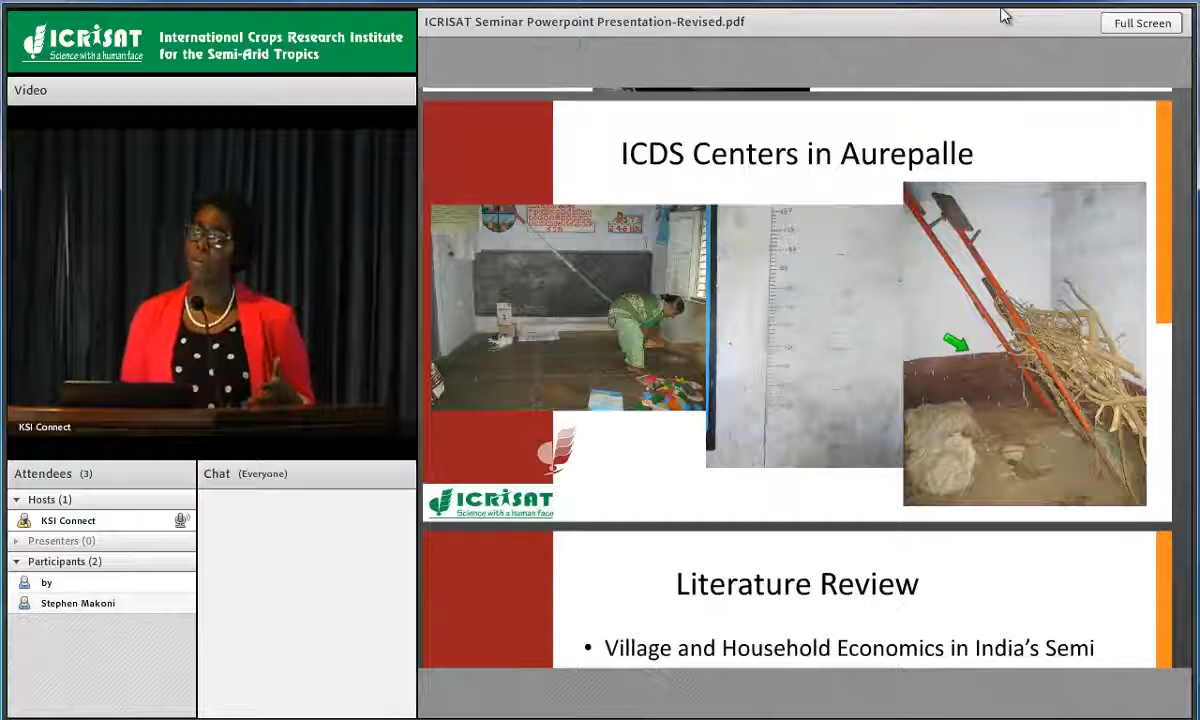 ICRISAT
Science with a human face
International Crops Research Institute
for the Semi-Arid Tropics
Video
KSI Connect
Attendees (3)
Hosts (1)
KSI Connect
Presenters (0)
Participants (2)
by
Stephen Makoni
Chat (Everyone)
ICRISAT Seminar Powerpoint Presentation-Revised.pdf
Full Screen
ICDS Centers in Aurepalle
ICRISAT
Science with a human face
Literature Review
• Village and Household Economics in India's Semi